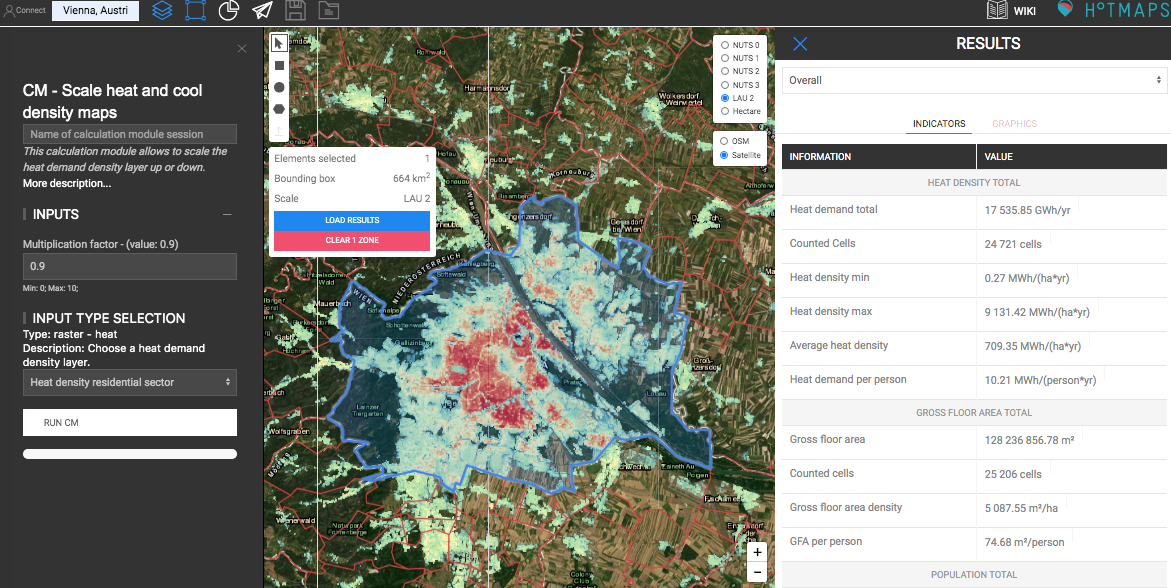 Connect
Vienna, Austri
WIKI
HOTMAPS
CM - Scale heat and cool
density maps
Name of calculation module session
This calculation module allows to scale the
heat demand density layer up or down.
More description...
INPUTS
Multiplication factor - (value: 0.9)
0.9
Min: 0; Max: 10;
INPUT TYPE SELECTION
Type: raster - heat
Description: Choose a heat demand
density layer.
Heat density residential sector
RUN CM
Elements selected 1
Bounding box 664 km²
Scale LAU 2
LOAD RESULTS
CLEAR 1 ZONE
NUTS 0
NUTS 1
NUTS 2
NUTS 3
LAU 2
Hectare
OSM
Satellite
Harmannsdorf
Wolkersdorf
Weinviertel
Korneuburg
Bisamberg
Langenzersdorf
Gerasdorf
bei Wien
NIEDERÖSTERREICH
WIEN
Mauerbach
Lainzer
Tiergarten
Prater
Lobau
Wolfsgraben
Mödling
Schwechat
Wienerwald
Naturpark
+
−
RESULTS
Overall
INDICATORS
GRAPHICS
INFORMATION VALUE
HEAT DENSITY TOTAL
Heat demand total 17 535.85 GWh/yr
Counted Cells 24 721 cells
Heat density min 0.27 MWh/(ha*yr)
Heat density max 9 131.42 MWh/(ha*yr)
Average heat density 709.35 MWh/(ha*yr)
Heat demand per person 10.21 MWh/(person*yr)
GROSS FLOOR AREA TOTAL
Gross floor area 128 236 856.78 m²
Counted cells 25 206 cells
Gross floor area density 5 087.55 m²/ha
GFA per person 74.68 m²/person
POPULATION TOTAL